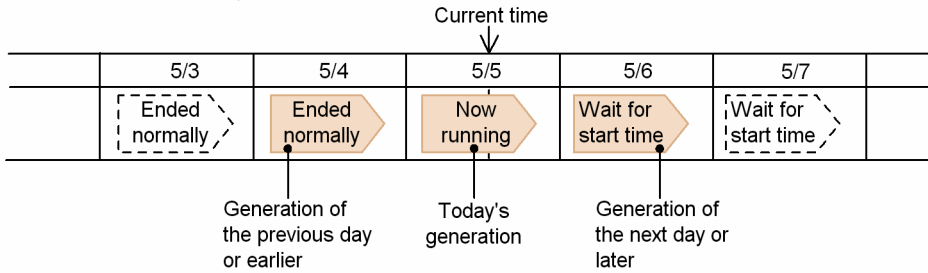 Current time
5/3 5/4 5/5 5/6 5/7
Ended normally
Ended normally
Now running
Wait for start time
Wait for start time
Generation of
the previous day
or earlier
Today's
generation
Generation of
the next day or
later